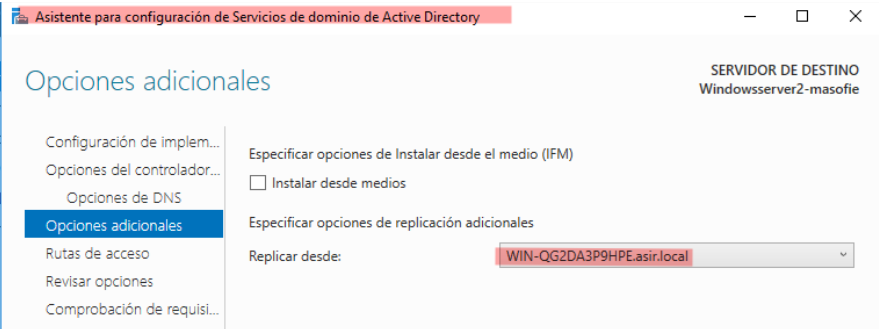 Asistente para configuración de Servicios de dominio de Active Directory
Opciones adicionales
SERVIDOR DE DESTINO
Windowsserver2-masofie
Configuración de implem...
Opciones del controlador...
Opciones de DNS
Opciones adicionales
Rutas de acceso
Revisar opciones
Comprobación de requisi...
Especificar opciones de Instalar desde el medio (IFM)
Instalar desde medios
Especificar opciones de replicación adicionales
Replicar desde:
WIN-QG2DA3P9HPE.asir.local